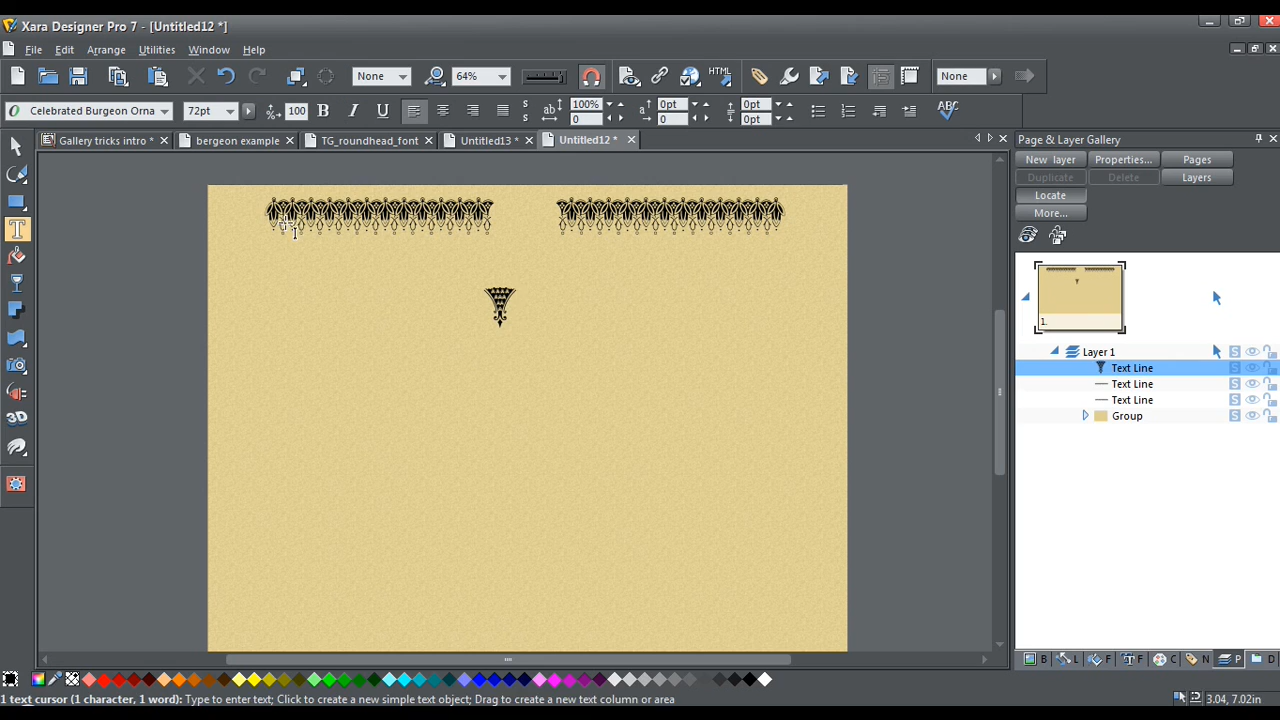 Xara Designer Pro 7 - [Untitled12 *]
File Edit Arrange Utilities Window Help
None 64% HTML None
Celebrated Burgeon Orna 72pt 100 B I U 100% 0 0pt 0pt 0pt 0pt ABC
Gallery tricks intro * bergeon example TG_roundhead_font Untitled13 * Untitled12 *
Page & Layer Gallery
New layer Properties... Pages
Duplicate Delete Layers
Locate
More...
1.
Layer 1
Text Line
Text Line
Text Line
Group
3D
B L F F C N P D
1 text cursor (1 character, 1 word): Type to enter text; Click to create a new simple text object; Drag to create a new text column or area
3.04, 7.02in